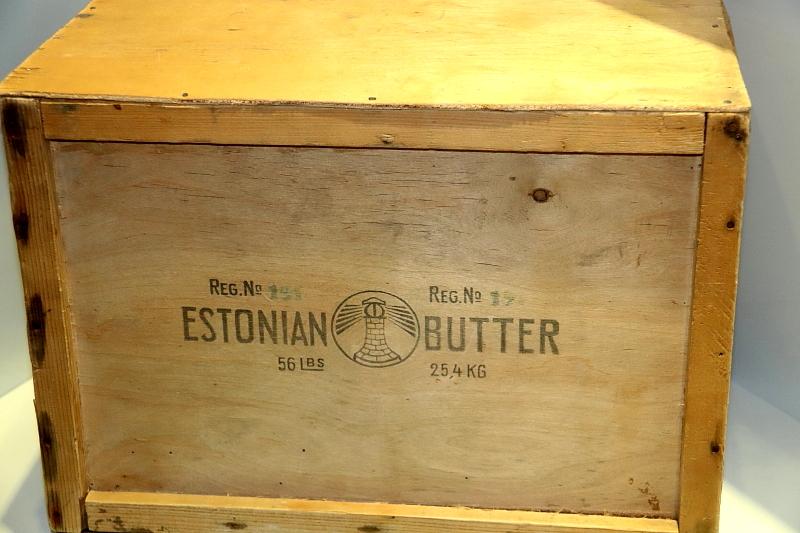 REG.No
REG.No
ESTONIAN BUTTER
56 LBS
25,4 KG